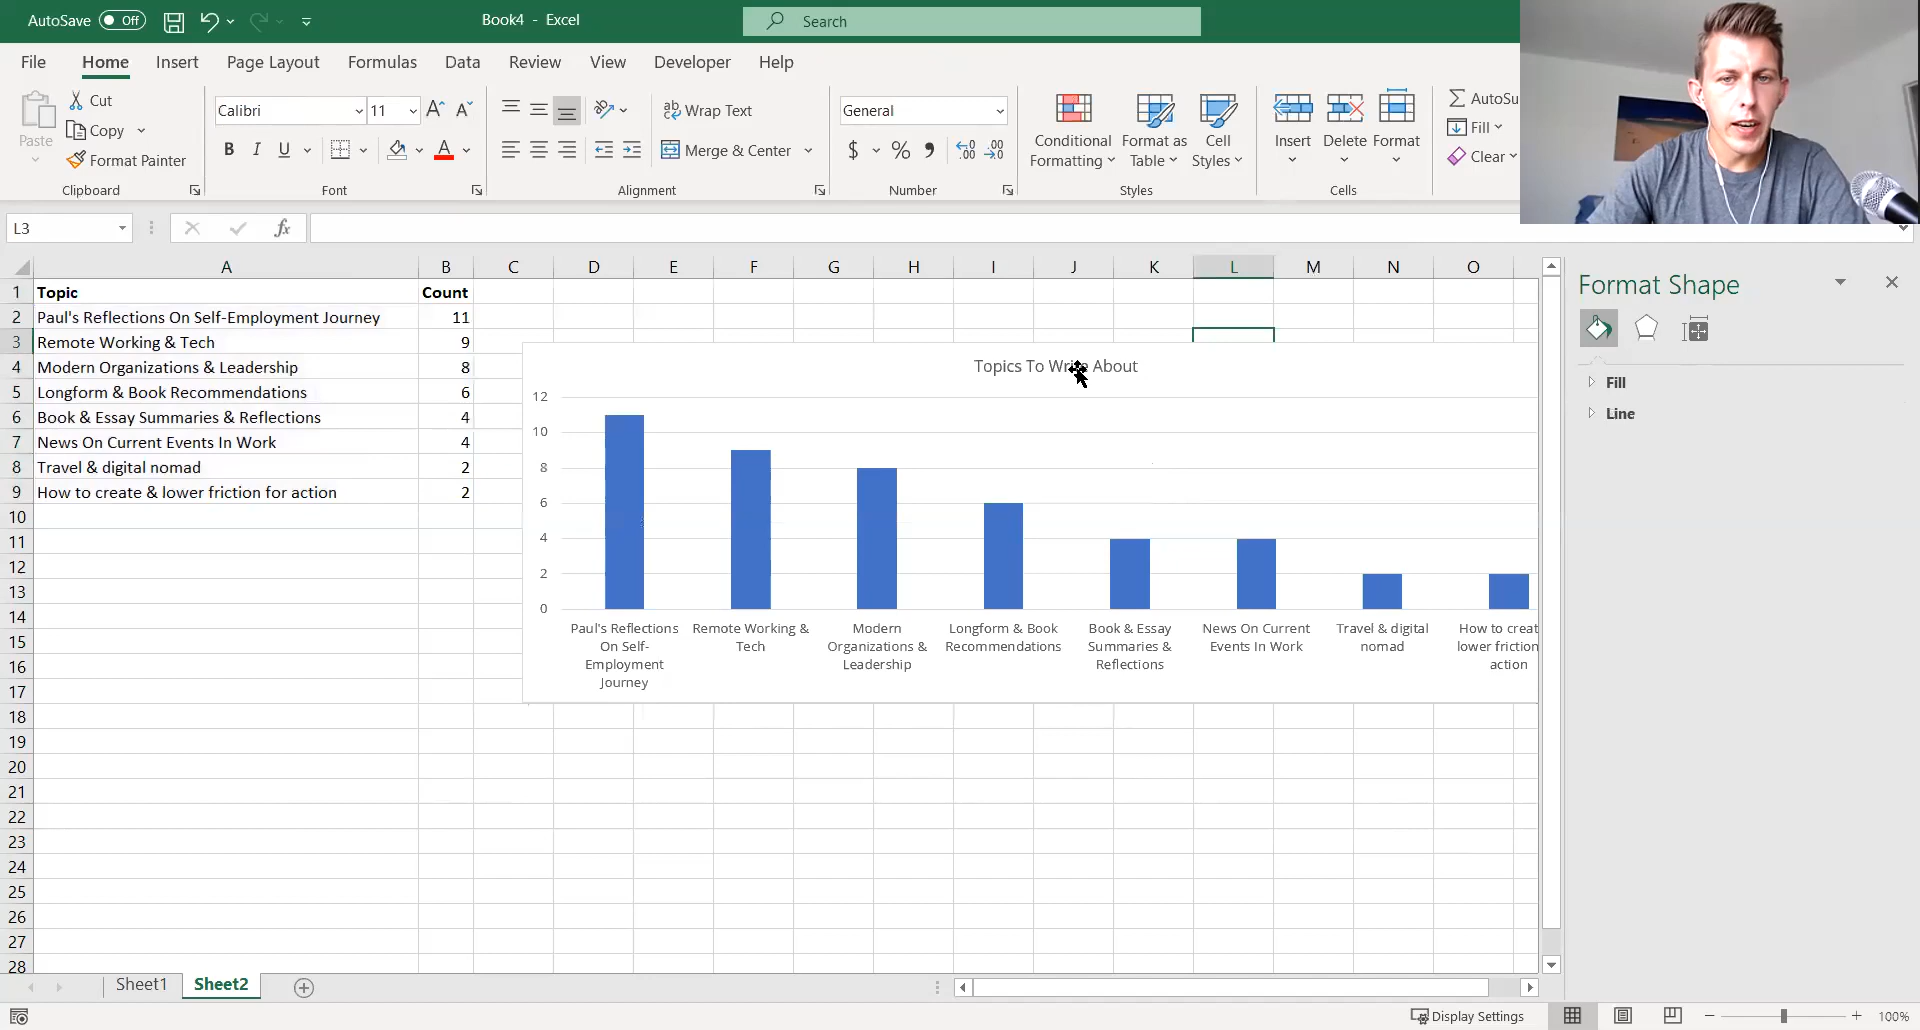 AutoSave Off Book4 - Excel Search
File Home Insert Page Layout Formulas Data Review View Developer Help
Paste Cut Copy Format Painter Clipboard
Calibri 11 B I U A Font
Wrap Text Merge & Center Alignment
General $ % Number
Conditional Formatting Format as Table Cell Styles Styles
Insert Delete Format Cells
AutoSu Fill Clear
L3 fx
A B C D E F G H I J K L M N O
1 Topic Count
2 Paul's Reflections On Self-Employment Journey 11
3 Remote Working & Tech 9
4 Modern Organizations & Leadership 8
5 Longform & Book Recommendations 6
6 Book & Essay Summaries & Reflections 4
7 News On Current Events In Work 4
8 Travel & digital nomad 2
9 How to create & lower friction for action 2
10
11
12
13
14
15
16
17
18
19
20
21
22
23
24
25
26
27
28
Topics To Write About
12
10
8
6
4
2
0
Paul's Reflections On Self-Employment Journey
Remote Working & Tech
Modern Organizations & Leadership
Longform & Book Recommendations
Book & Essay Summaries & Reflections
News On Current Events In Work
Travel & digital nomad
How to creat lower friction action
Format Shape
Fill
Line
Sheet1 Sheet2
Display Settings 100%